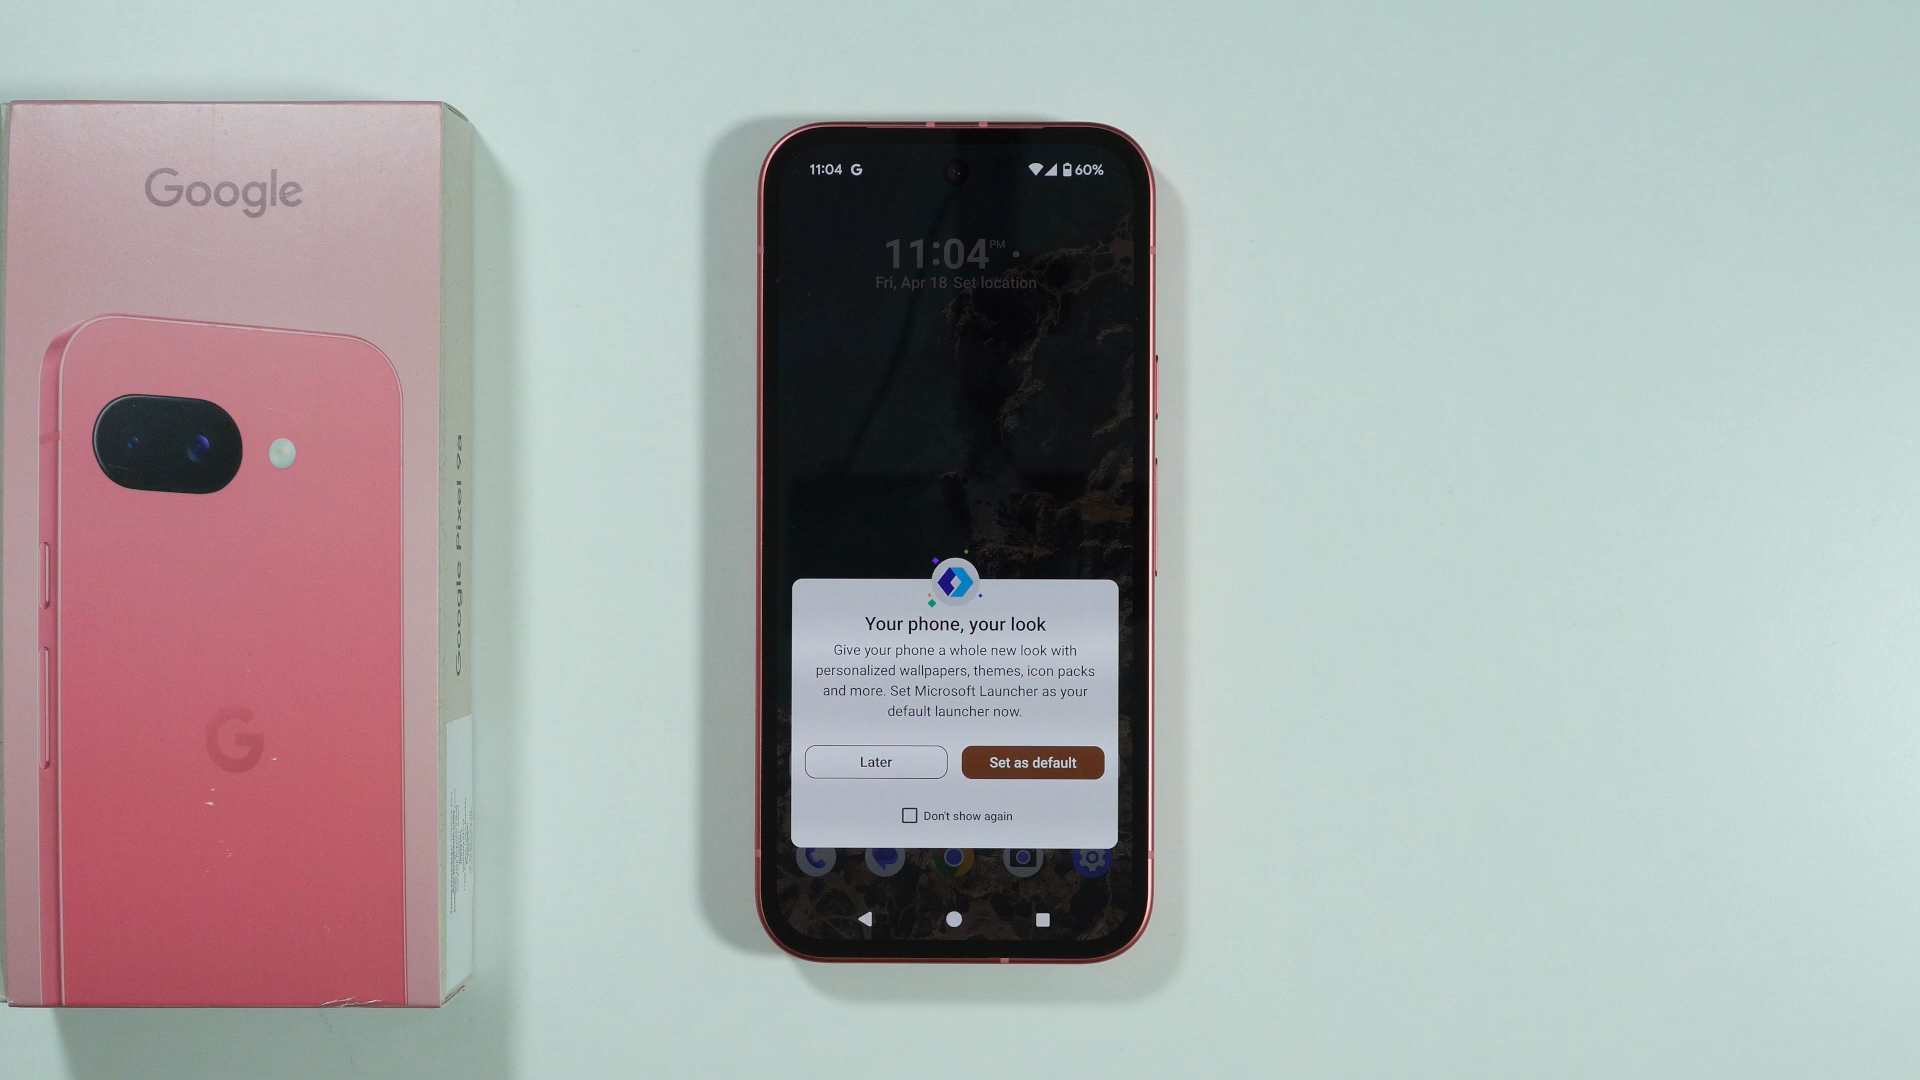 Google
Google Pixel 9a
11:04 G
60%
11:04 PM
Fri, Apr 18 Set location
Your phone, your look
Give your phone a whole new look with
personalized wallpapers, themes, icon packs
and more. Set Microsoft Launcher as your
default launcher now.
Later
Set as default
Don't show again